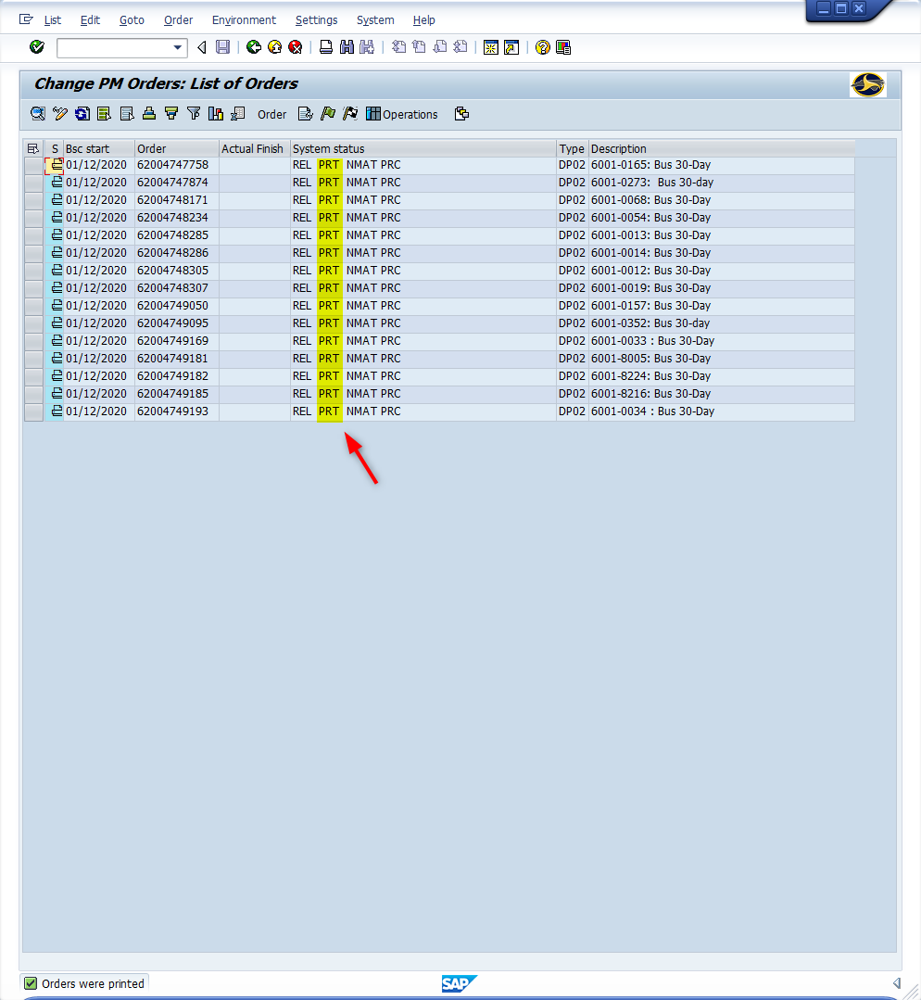 List Edit Goto Order Environment Settings System Help
Change PM Orders: List of Orders
Order Operations
S Bsc start Order Actual Finish System status Type Description
01/12/2020 62004747758 REL PRT NMAT PRC DP02 6001-0165: Bus 30-Day
01/12/2020 62004747874 REL PRT NMAT PRC DP02 6001-0273: Bus 30-day
01/12/2020 62004748171 REL PRT NMAT PRC DP02 6001-0068: Bus 30-Day
01/12/2020 62004748234 REL PRT NMAT PRC DP02 6001-0054: Bus 30-Day
01/12/2020 62004748285 REL PRT NMAT PRC DP02 6001-0013: Bus 30-Day
01/12/2020 62004748286 REL PRT NMAT PRC DP02 6001-0014: Bus 30-Day
01/12/2020 62004748305 REL PRT NMAT PRC DP02 6001-0012: Bus 30-Day
01/12/2020 62004748307 REL PRT NMAT PRC DP02 6001-0019: Bus 30-Day
01/12/2020 62004749050 REL PRT NMAT PRC DP02 6001-0157: Bus 30-Day
01/12/2020 62004749095 REL PRT NMAT PRC DP02 6001-0352: Bus 30-day
01/12/2020 62004749169 REL PRT NMAT PRC DP02 6001-0033 : Bus 30-Day
01/12/2020 62004749181 REL PRT NMAT PRC DP02 6001-8005: Bus 30-Day
01/12/2020 62004749182 REL PRT NMAT PRC DP02 6001-8224: Bus 30-Day
01/12/2020 62004749185 REL PRT NMAT PRC DP02 6001-8216: Bus 30-Day
01/12/2020 62004749193 REL PRT NMAT PRC DP02 6001-0034 : Bus 30-Day
Orders were printed SAP